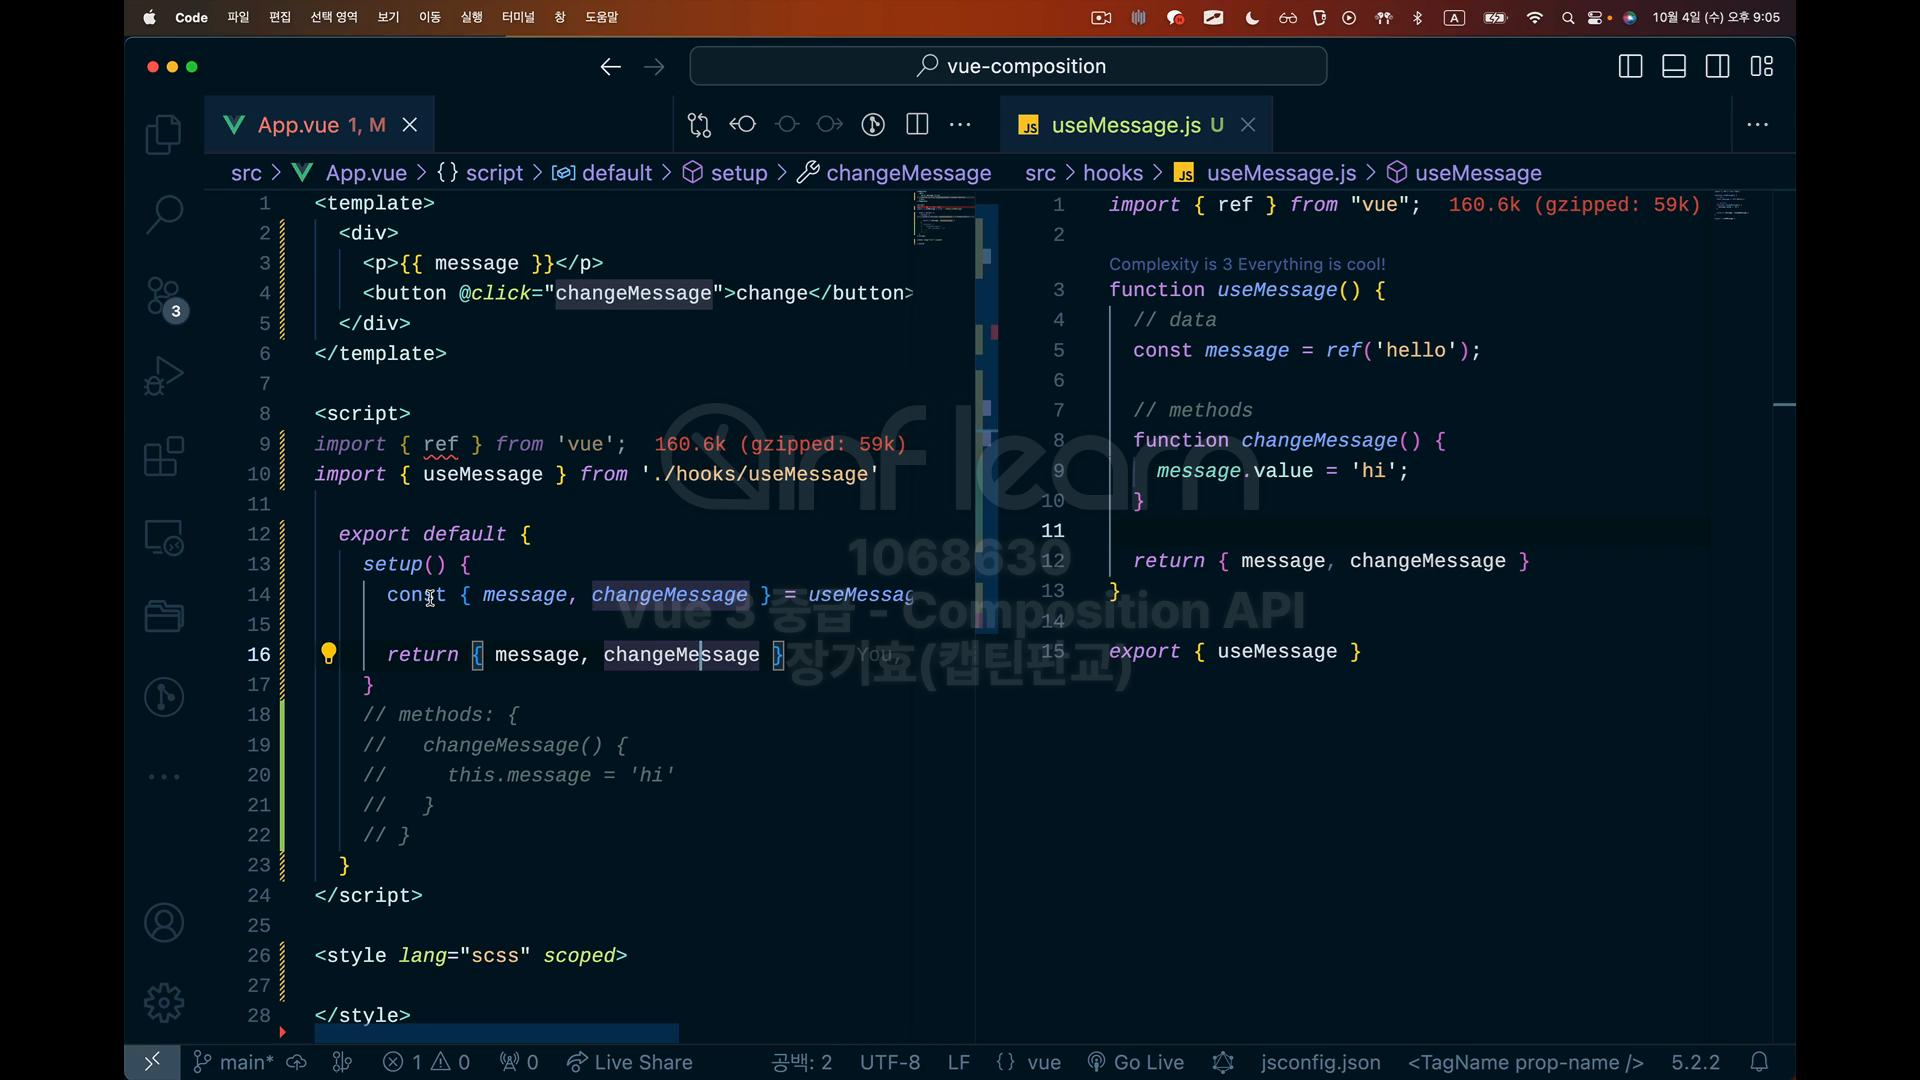 Code 파일 편집 선택 영역 보기 이동 실행 터미널 창 도움말
A
10월 4일 (수) 오후 9:05
vue-composition
App.vue 1, M
src > App.vue > {} script > default > setup > changeMessage
1 <template>
2 <div>
3 <p>{{ message }}</p>
4 <button @click="changeMessage">change</button>
5 </div>
6 </template>
7
8 <script>
9 import { ref } from 'vue'; 160.6k (gzipped: 59k)
10 import { useMessage } from './hooks/useMessage'
11
12 export default {
13 setup() {
14 const { message, changeMessage } = useMessag
15
16 return { message, changeMessage } You,
17 }
18 // methods: {
19 // changeMessage() {
20 // this.message = 'hi'
21 // }
22 // }
23 }
24 </script>
25
26 <style lang="scss" scoped>
27
28 </style>
JS useMessage.js U
src > hooks > JS useMessage.js > useMessage
1 import { ref } from "vue"; 160.6k (gzipped: 59k)
2
Complexity is 3 Everything is cool!
3 function useMessage() {
4 // data
5 const message = ref('hello');
6
7 // methods
8 function changeMessage() {
9 message.value = 'hi';
10 }
11
12 return { message, changeMessage }
13 }
14
15 export { useMessage }
inflearn
1068630
Vue 3 중급 - Composition API
장기효(캡틴판교)
3
main* 1 0 0 Live Share 공백: 2 UTF-8 LF {} vue Go Live jsconfig.json <TagName prop-name /> 5.2.2